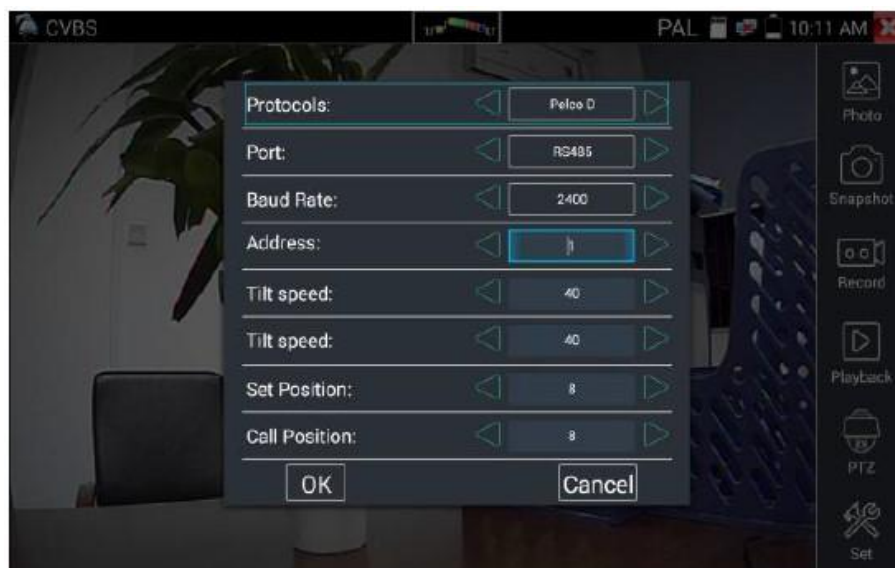 CVBS PAL 10:11 AM
Protocols: Pelco D
Port: RS485
Baud Rate: 2400
Address: 1
Tilt speed: 40
Tilt speed: 40
Set Position: 8
Call Position: 8
OK Cancel
Photo
Snapshot
Record
Playback
PTZ
Set